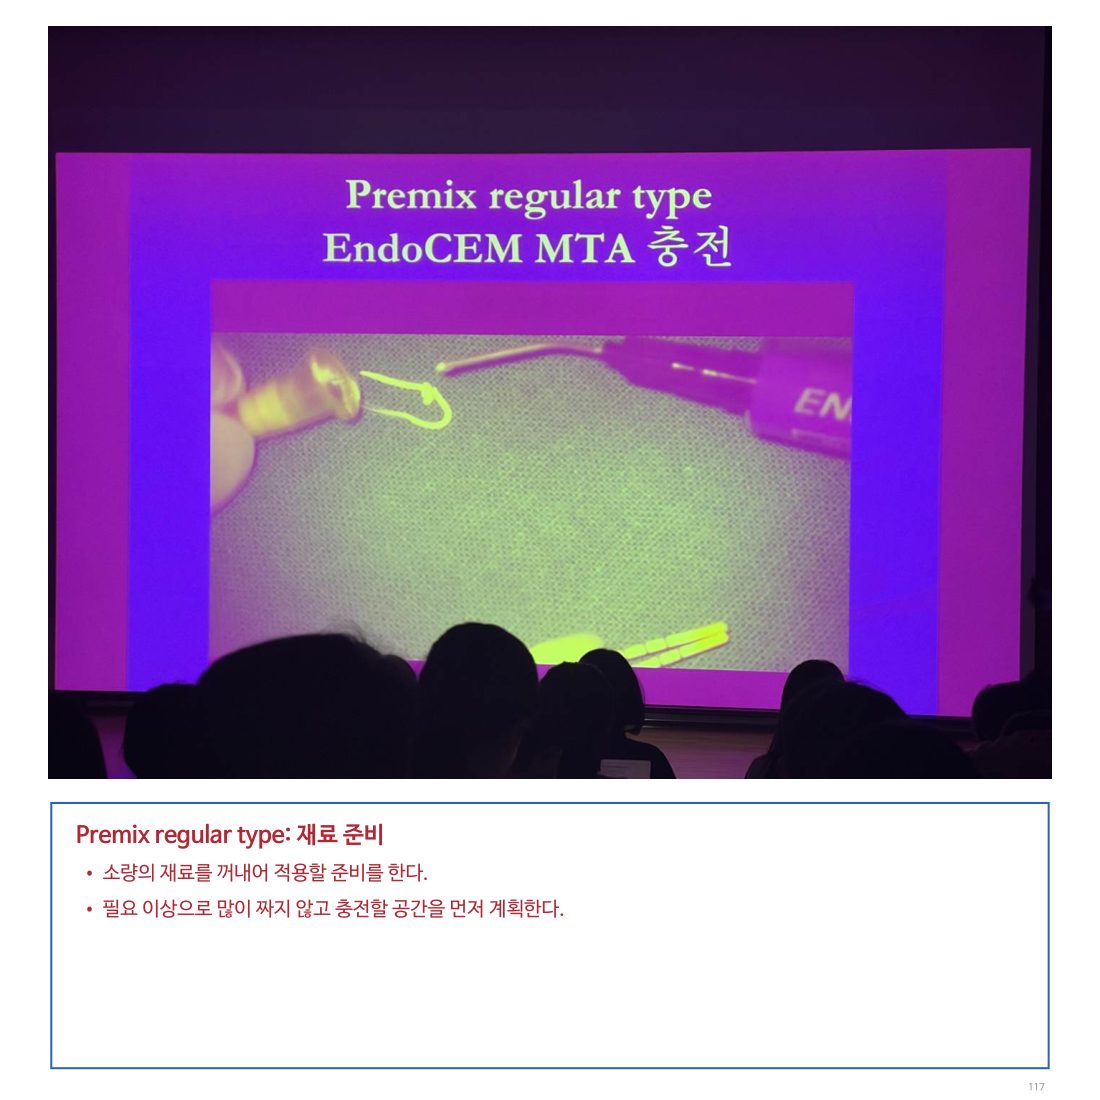 Premix regular type
EndoCEM MTA 충전
EN
Premix regular type: 재료 준비
• 소량의 재료를 꺼내어 적용할 준비를 한다.
• 필요 이상으로 많이 짜지 않고 충전할 공간을 먼저 계획한다.
117